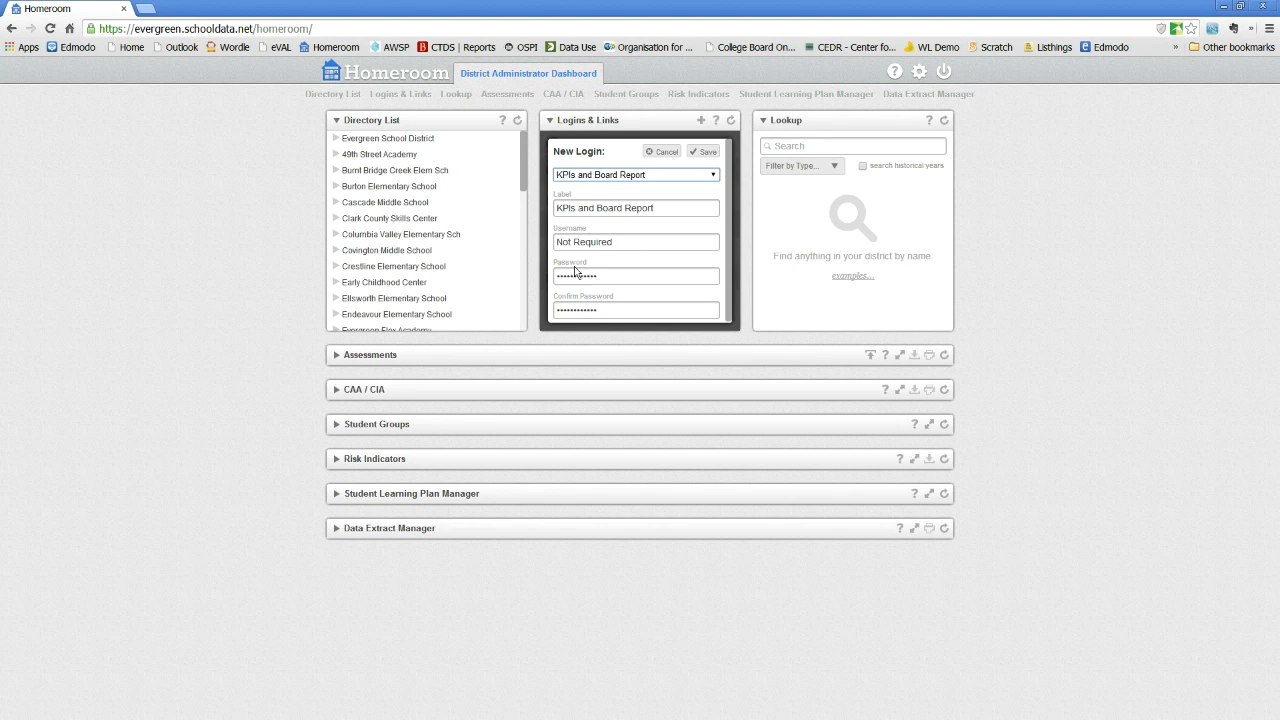 Homeroom
https://evergreen.schooldata.net/homeroom/
Apps Edmodo Home Outlook Wordle eVAL Homeroom AWSP CTDS | Reports OSPI Data Use Organisation for ... College Board On... CEDR - Center fo... WL Demo Scratch Listings Edmodo » Other bookmarks
Homeroom District Administrator Dashboard
Directory List Logins & Links Lookup Assessments CAA / CIA Student Groups Risk Indicators Student Learning Plan Manager Data Extract Manager
Directory List
Evergreen School District
49th Street Academy
Burnt Bridge Creek Elem Sch
Burton Elementary School
Cascade Middle School
Clark County Skills Center
Columbia Valley Elementary Sch
Covington Middle School
Crestline Elementary School
Early Childhood Center
Ellsworth Elementary School
Endeavour Elementary School
Evergreen Flex Academy
Logins & Links
New Login: Cancel Save
KPIs and Board Report
Label
KPIs and Board Report
Username
Not Required
Password
••••••••••••
Confirm Password
••••••••••••
Lookup
Search
Filter by Type... search historical years
Find anything in your district by name.
examples...
Assessments
CAA / CIA
Student Groups
Risk Indicators
Student Learning Plan Manager
Data Extract Manager